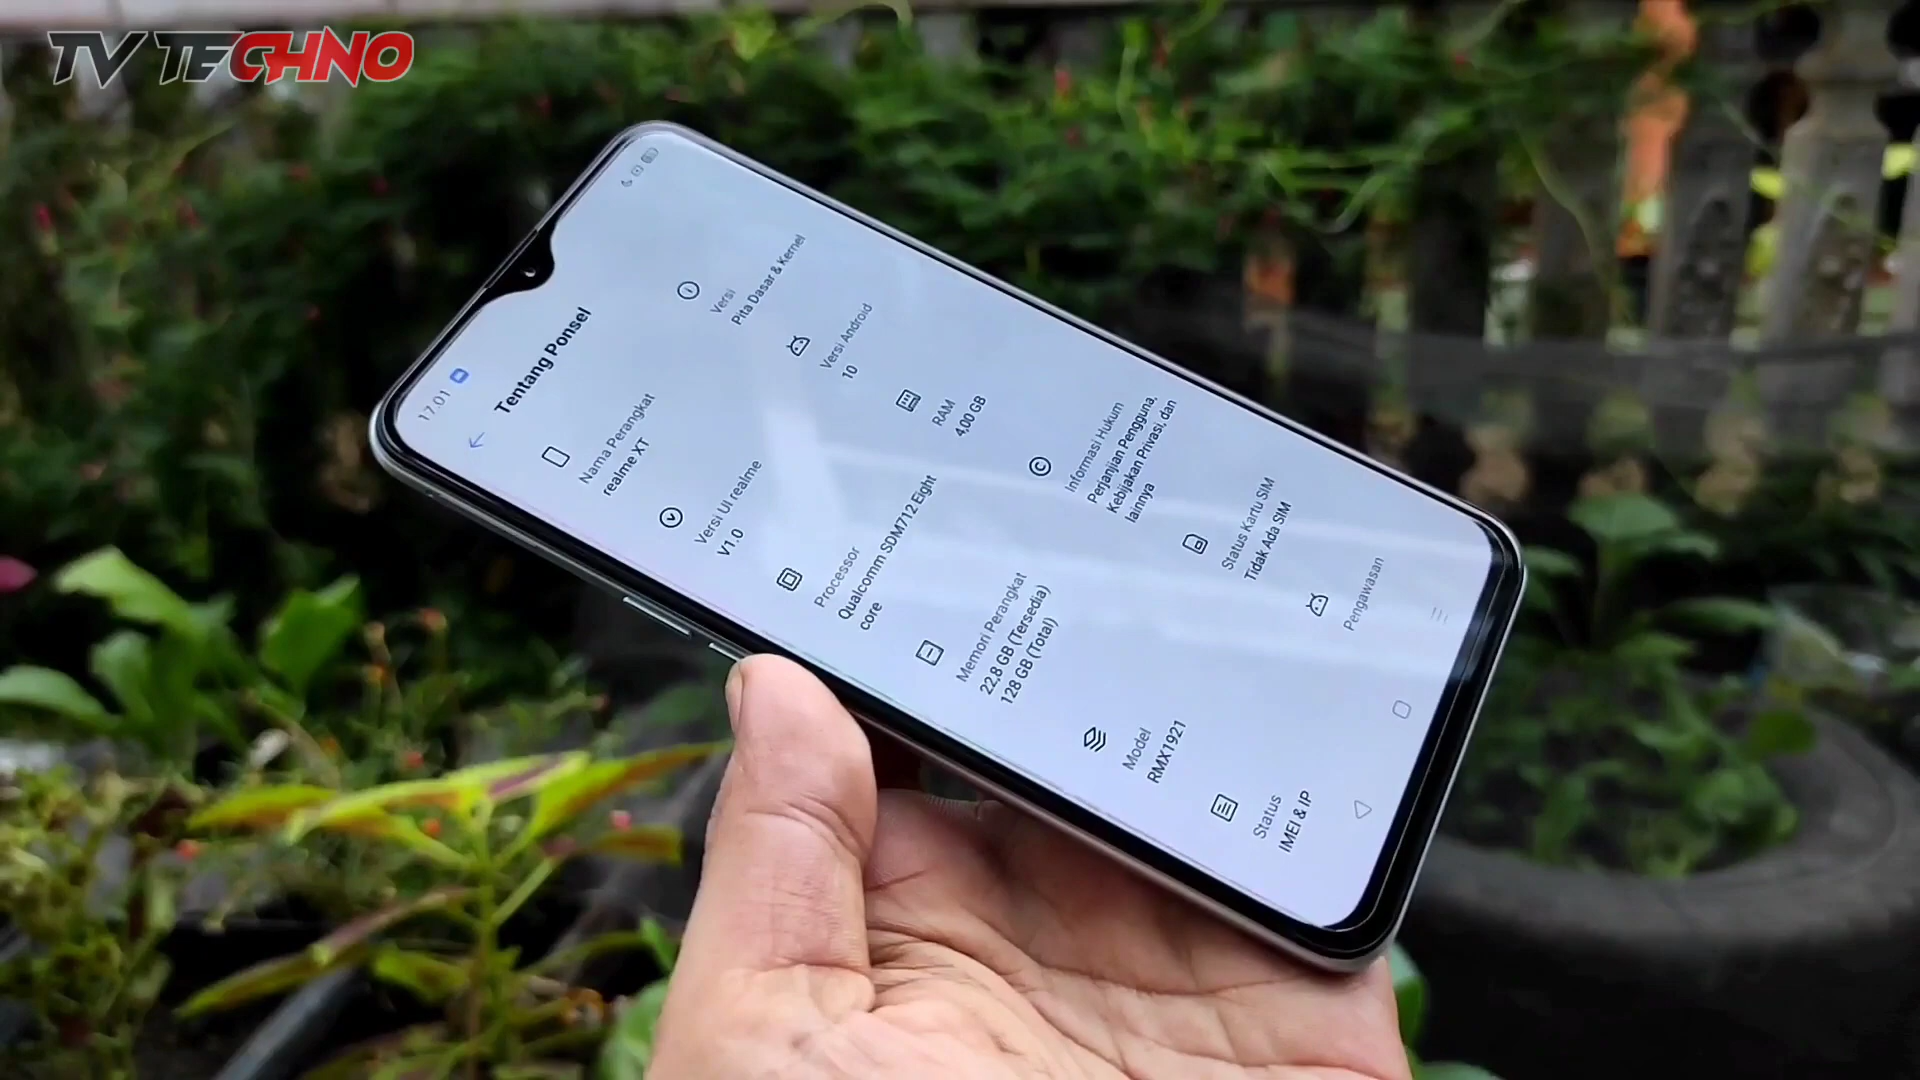 TV TECHNO
17.01
Tentang Ponsel
Nama Perangkat
realme XT
Versi
Pita Dasar & Kernel
Versi UI realme
V1.0
Versi Android
10
Processor
Qualcomm SDM712 Eight
core
RAM
4,00 GB
Memori Perangkat
22,8 GB (Tersedia)
128 GB (Total)
Informasi Hukum
Perjanjian Pengguna,
Kebijakan Privasi, dan
lainnya
Model
RMX1921
Status Kartu SIM
Tidak Ada SIM
Status
IMEI & IP
Pengawasan